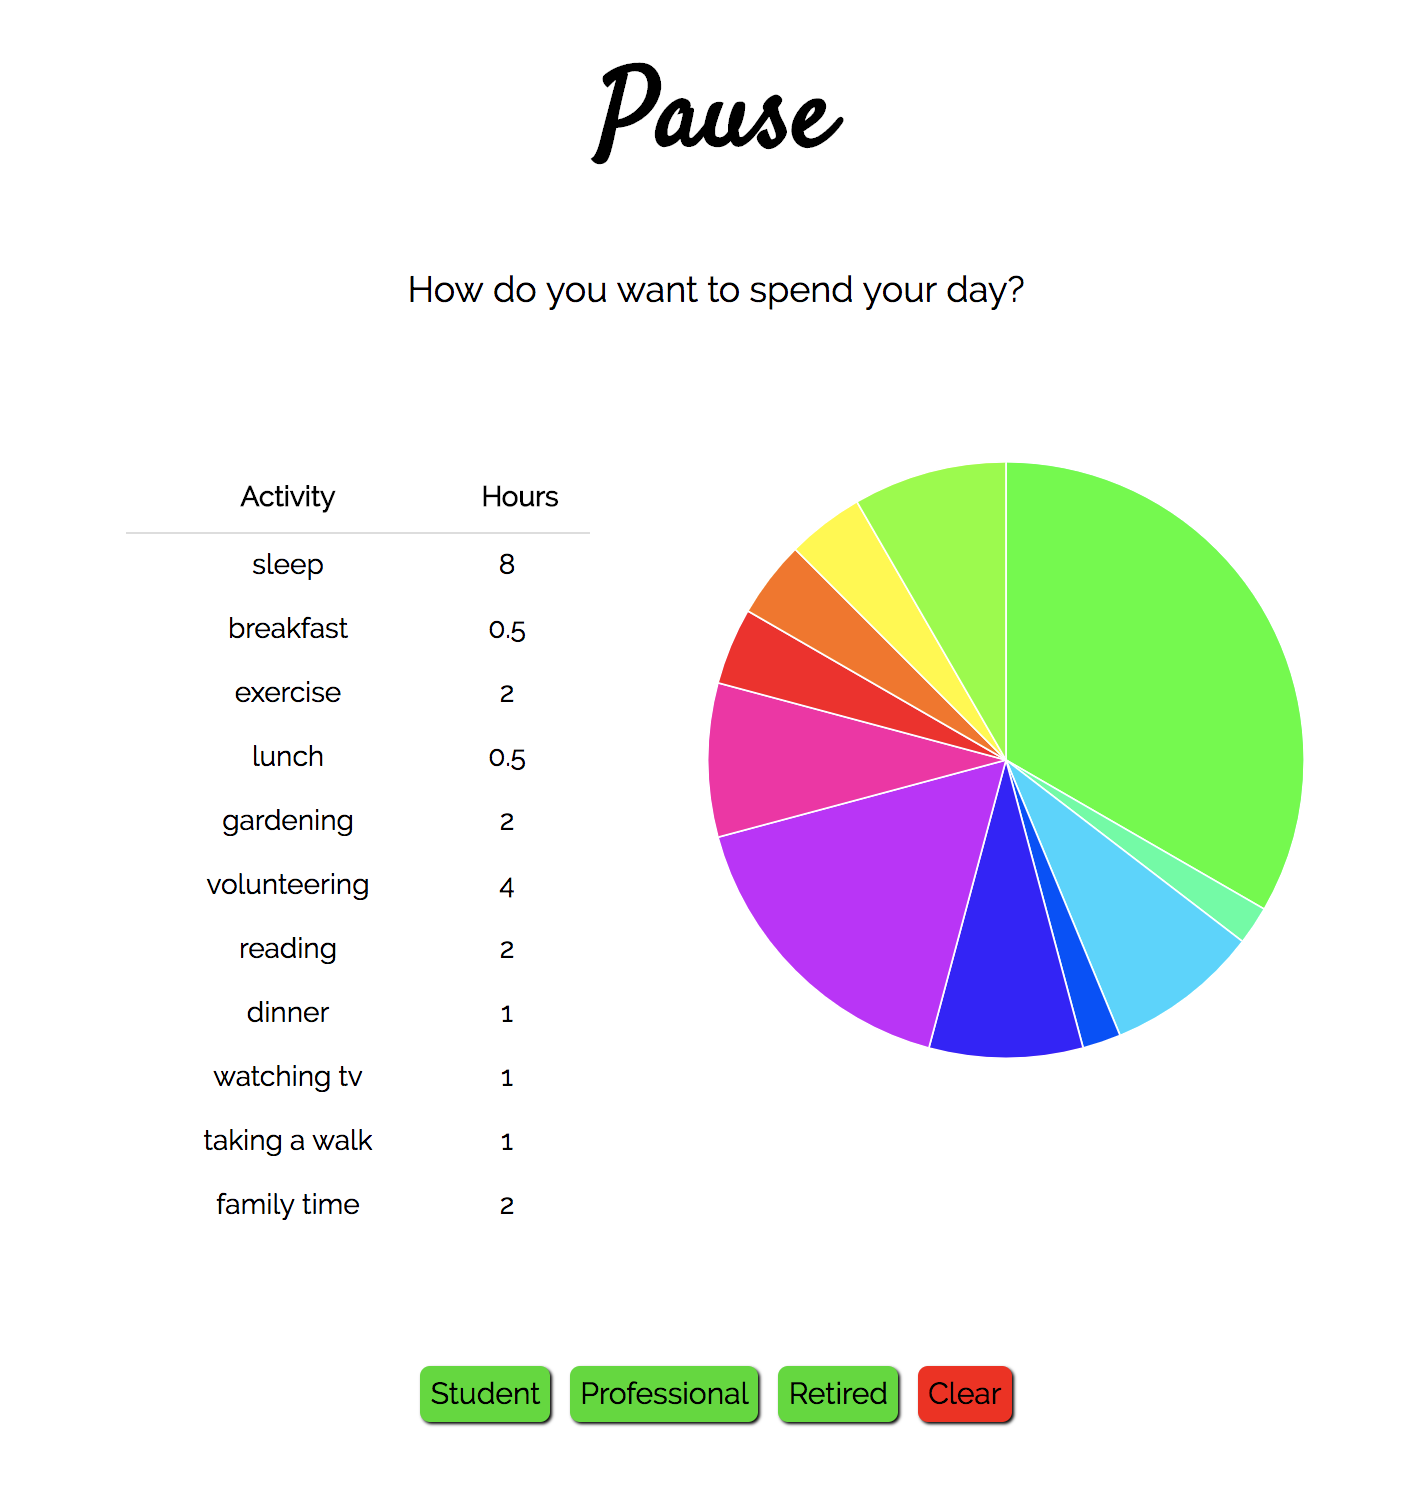 Pause
How do you want to spend your day?
Activity Hours
sleep 8
breakfast 0.5
exercise 2
lunch 0.5
gardening 2
volunteering 4
reading 2
dinner 1
watching tv 1
taking a walk 1
family time 2
Student Professional Retired Clear